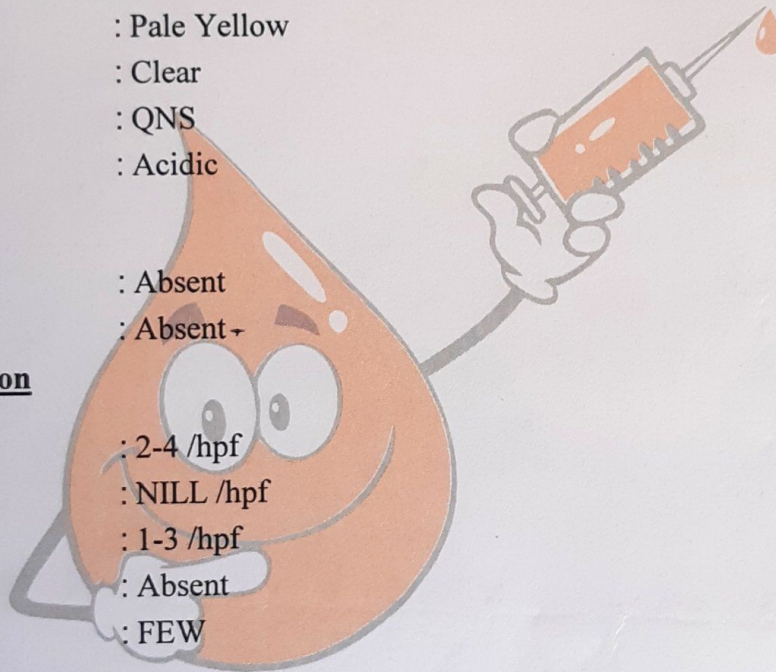 : Pale Yellow
: Clear
: QNS
: Acidic
: Absent
: Absent
on
: 2-4 /hpf
: NILL /hpf
: 1-3 /hpf
: Absent
: FEW